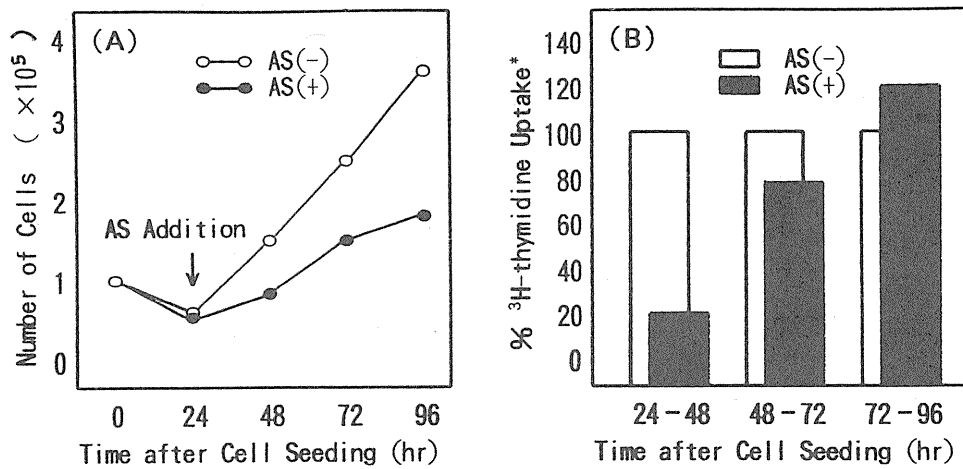 (A)
AS(-)
AS(+)
AS Addition
Number of Cells ( ×10⁵)
4
3
2
1
0
0 24 48 72 96
Time after Cell Seeding (hr)
(B)
AS(-)
AS(+)
% ³H-thymidine Uptake*
140
120
100
80
60
40
20
0
24-48 48-72 72-96
Time after Cell Seeding (hr)